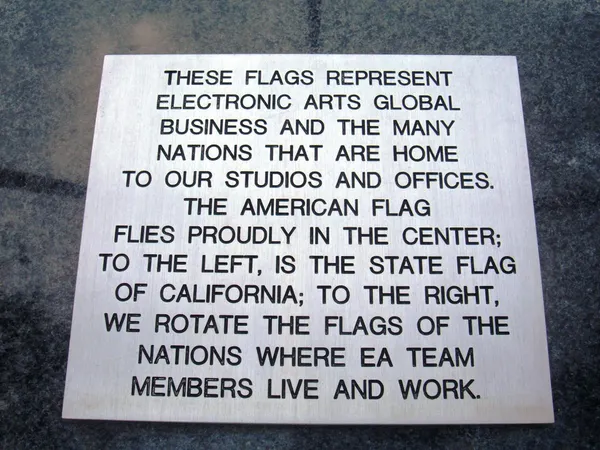 THESE FLAGS REPRESENT
ELECTRONIC ARTS GLOBAL
BUSINESS AND THE MANY
NATIONS THAT ARE HOME
TO OUR STUDIOS AND OFFICES.
THE AMERICAN FLAG
FLIES PROUDLY IN THE CENTER;
TO THE LEFT, IS THE STATE FLAG
OF CALIFORNIA; TO THE RIGHT,
WE ROTATE THE FLAGS OF THE
NATIONS WHERE EA TEAM
MEMBERS LIVE AND WORK.